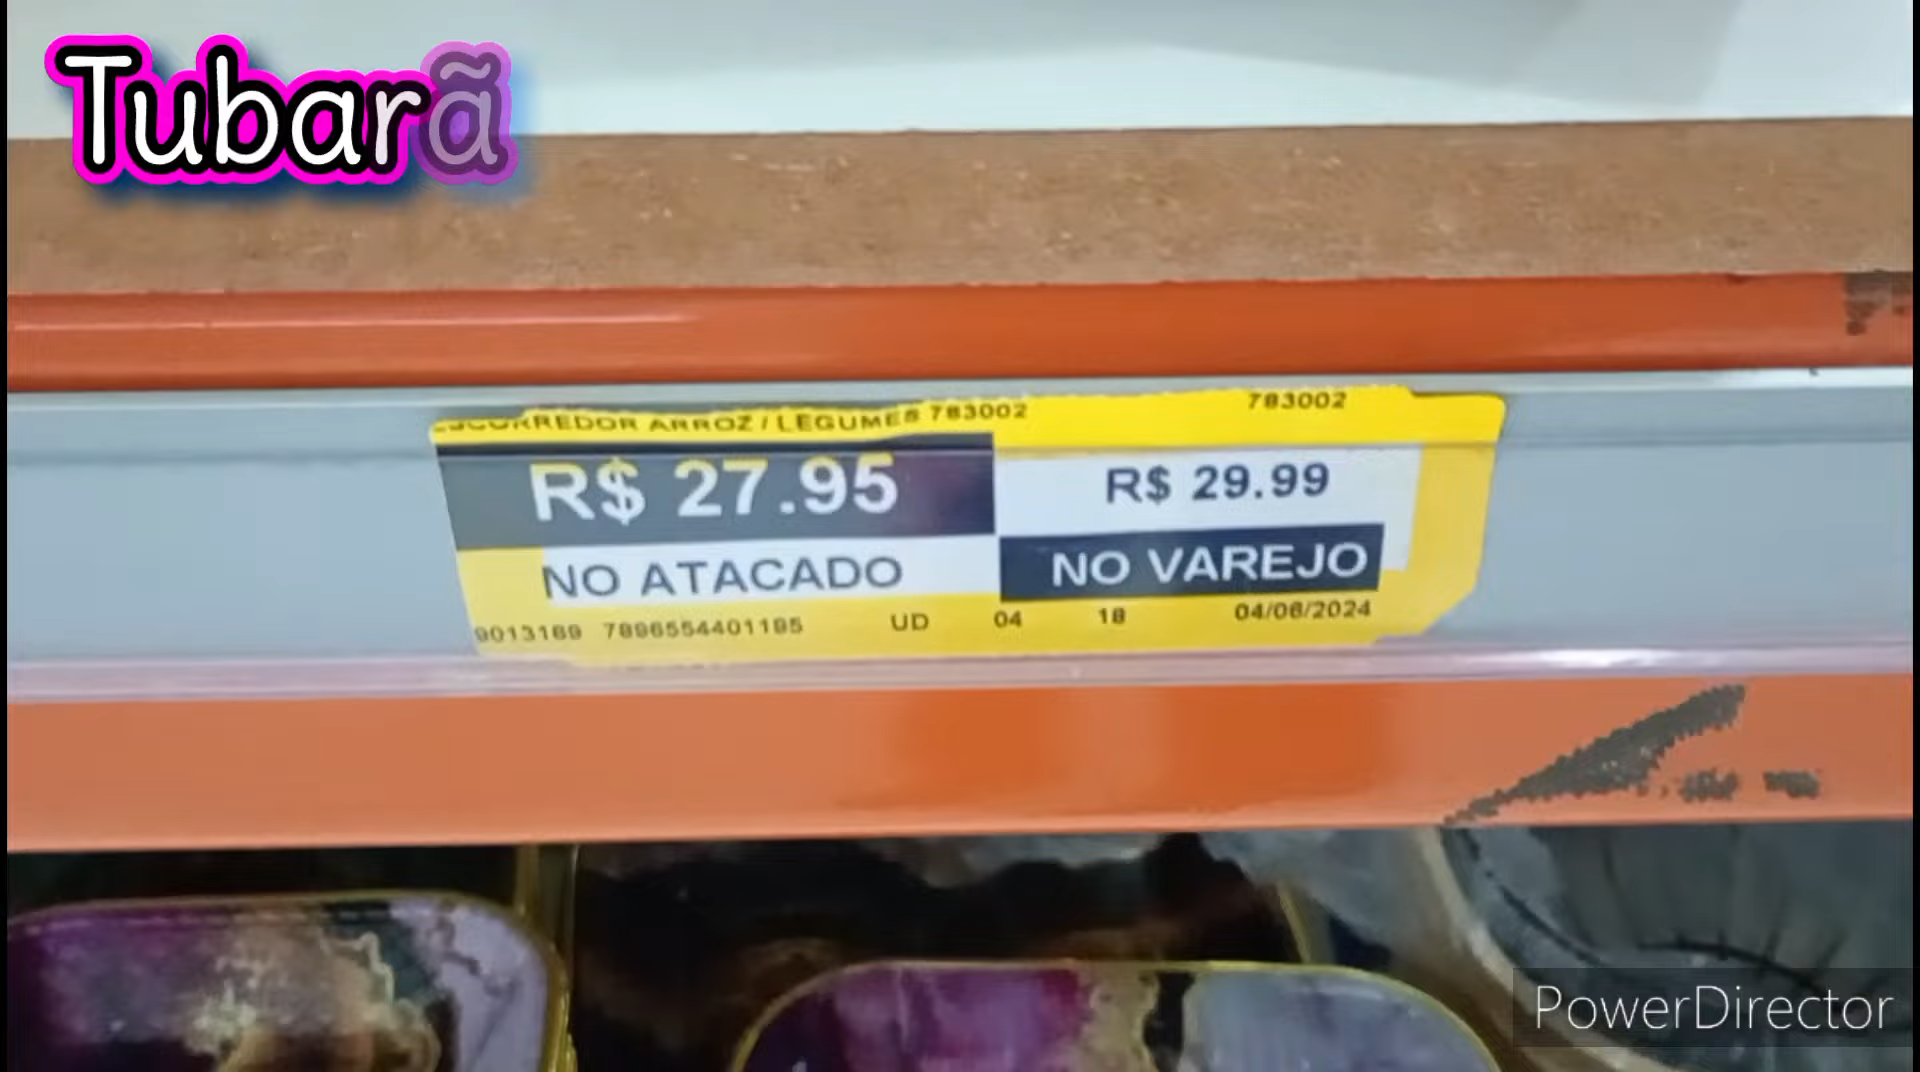 Tubarã
ESCORREDOR ARROZ / LEGUMES 783002 783002
R$ 27.95 R$ 29.99
NO ATACADO NO VAREJO
9013169 7896554401195 UD 04 18 04/06/2024
PowerDirector